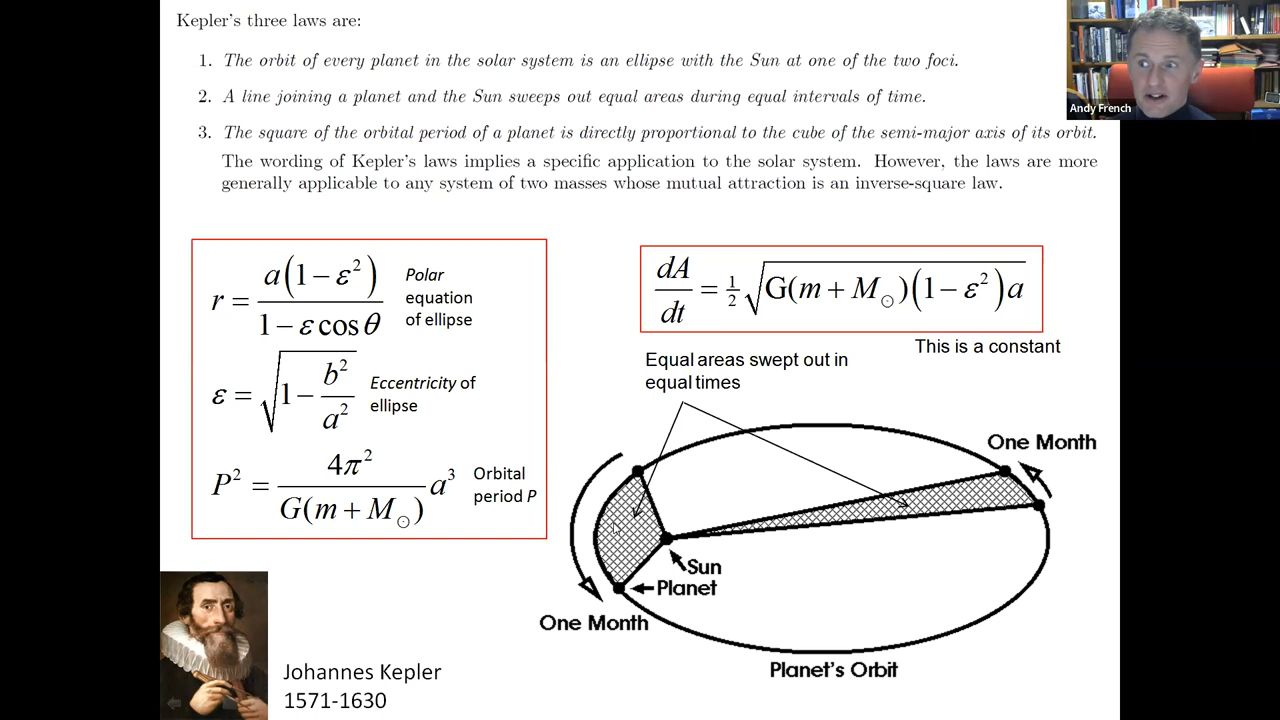 Kepler's three laws are:
1. The orbit of every planet in the solar system is an ellipse with the Sun at one of the two foci.
2. A line joining a planet and the Sun sweeps out equal areas during equal intervals of time.
3. The square of the orbital period of a planet is directly proportional to the cube of the semi-major axis of its orbit.
The wording of Kepler's laws implies a specific application to the solar system. However, the laws are more
generally applicable to any system of two masses whose mutual attraction is an inverse-square law.
Andy French
r = a(1 − ε²) / (1 − ε cos θ)
Polar
equation
of ellipse
ε = √(1 − b²/a²)
Eccentricity of
ellipse
P² = 4π² / G(m + M☉) a³
Orbital
period P
dA/dt = ½ √(G(m + M☉)(1 − ε²)a)
This is a constant
Equal areas swept out in
equal times
One Month
Sun
Planet
One Month
Planet's Orbit
Johannes Kepler
1571-1630